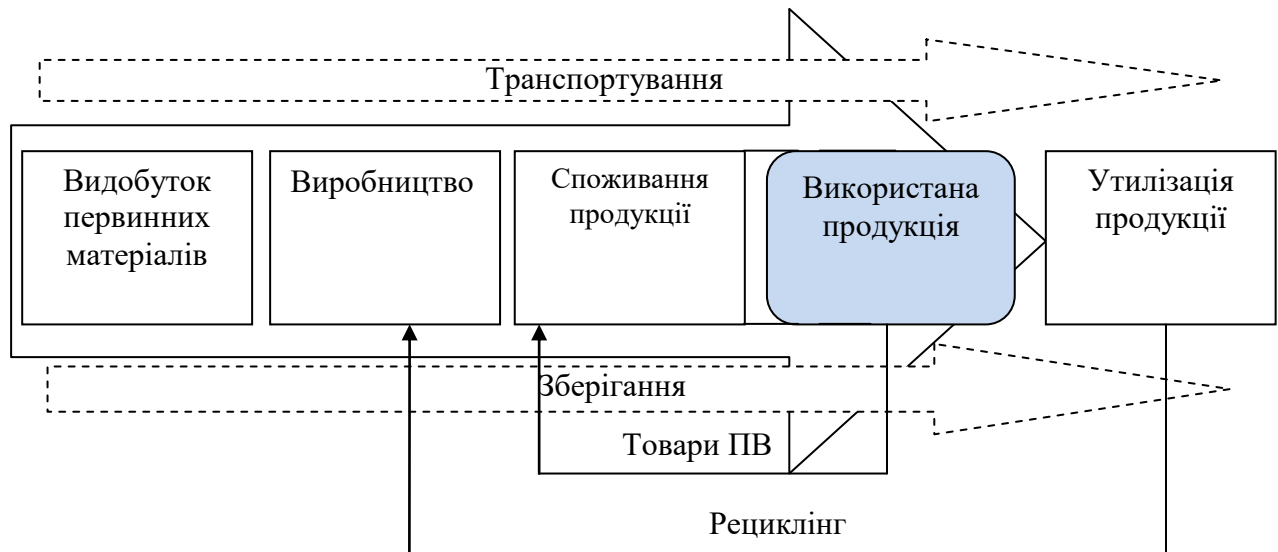 Транспортування
Видобуток
первинних
матеріалів
Виробництво
Споживання
продукції
Використана
продукція
Утилізація
продукції
Зберігання
Товари ПВ
Рециклінг